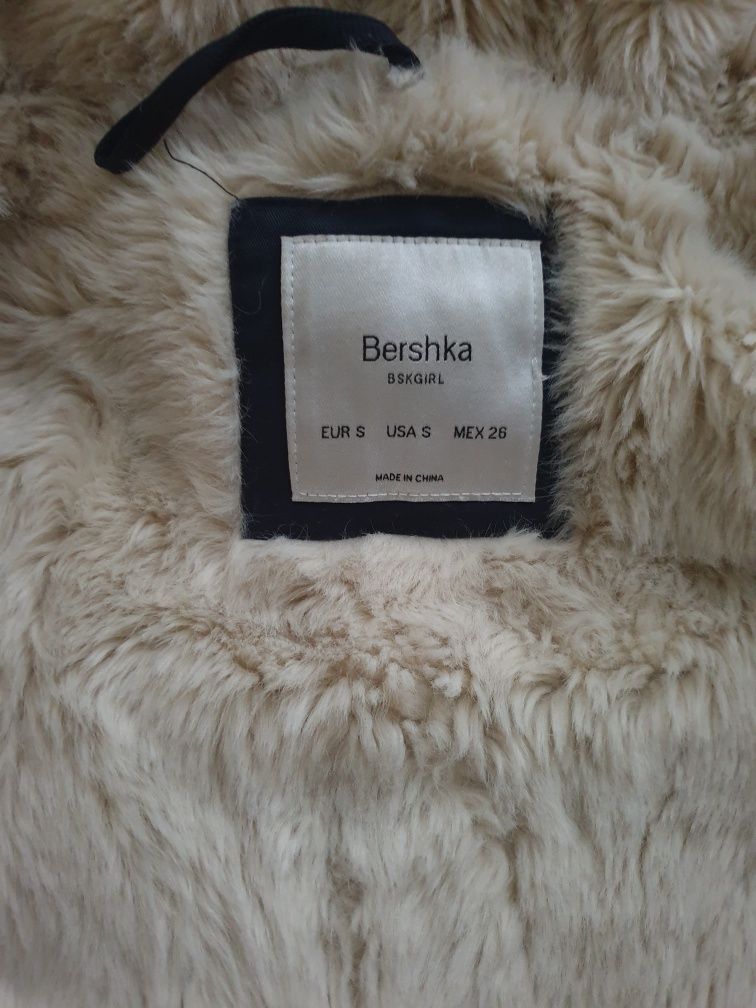 Bershka
BSKGIRL
EUR S USA S MEX 26
MADE IN CHINA